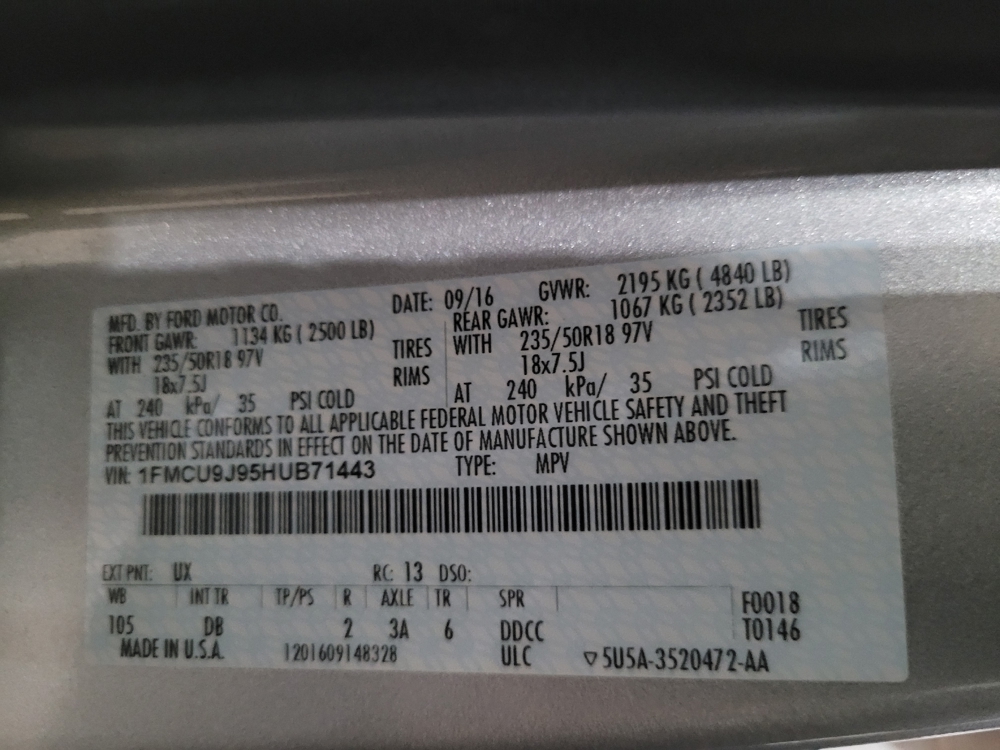 MFD. BY FORD MOTOR CO. DATE: 09/16 GVWR: 2195 KG ( 4840 LB)
FRONT GAWR: 1134 KG ( 2500 LB) REAR GAWR: 1067 KG ( 2352 LB)
WITH 235/50R18 97V TIRES WITH 235/50R18 97V TIRES
18x7.5J RIMS 18x7.5J RIMS
AT 240 kPa/ 35 PSI COLD AT 240 kPa/ 35 PSI COLD
THIS VEHICLE CONFORMS TO ALL APPLICABLE FEDERAL MOTOR VEHICLE SAFETY AND THEFT
PREVENTION STANDARDS IN EFFECT ON THE DATE OF MANUFACTURE SHOWN ABOVE.
VIN: 1FMCU9J95HUB71443 TYPE: MPV
EXT PNT: UX RC: 13 DSO:
WB INT TR TP/PS R AXLE TR SPR F0018
105 DB 2 3A 6 DDCC T0146
MADE IN U.S.A. 1201609148328 ULC ▽5U5A-3520472-AA